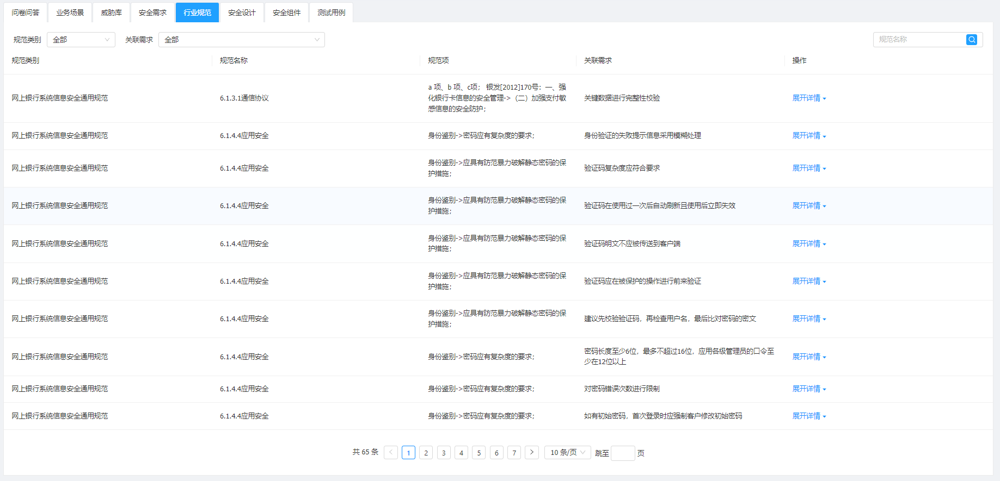 问卷问答 业务场景 威胁库 安全需求 行业规范 安全设计 安全组件 测试用例
规范类别 全部 关联需求 全部 规范名称
规范类别 规范名称 规范项 关联需求 操作
网上银行系统信息安全通用规范 6.1.3.1通信协议 a 项、b 项、c项； 银发[2012]170号：一、强
化银行卡信息的安全管理->（二）加强支付敏
感信息的安全防护； 关键数据进行完整性校验 展开详情
网上银行系统信息安全通用规范 6.1.4.4应用安全 身份鉴别->密码应有复杂度的要求； 身份验证的失败提示信息采用模糊处理 展开详情
网上银行系统信息安全通用规范 6.1.4.4应用安全 身份鉴别->应具有防范暴力破解静态密码的保
护措施； 验证码复杂度应符合要求 展开详情
网上银行系统信息安全通用规范 6.1.4.4应用安全 身份鉴别->应具有防范暴力破解静态密码的保
护措施； 验证码在使用过一次后自动刷新且使用后立即失效 展开详情
网上银行系统信息安全通用规范 6.1.4.4应用安全 身份鉴别->应具有防范暴力破解静态密码的保
护措施； 验证码明文不应被传送到客户端 展开详情
网上银行系统信息安全通用规范 6.1.4.4应用安全 身份鉴别->应具有防范暴力破解静态密码的保
护措施； 验证码应在被保护的操作进行前来验证 展开详情
网上银行系统信息安全通用规范 6.1.4.4应用安全 身份鉴别->应具有防范暴力破解静态密码的保
护措施； 建议先校验验证码，再检查用户名，最后比对密码的密文 展开详情
网上银行系统信息安全通用规范 6.1.4.4应用安全 身份鉴别->密码应有复杂度的要求； 密码长度至少6位，最多不超过16位，应用各级管理员的口令至
少在12位以上 展开详情
网上银行系统信息安全通用规范 6.1.4.4应用安全 身份鉴别->密码应有复杂度的要求； 对密码错误次数进行限制 展开详情
网上银行系统信息安全通用规范 6.1.4.4应用安全 身份鉴别->密码应有复杂度的要求； 如有初始密码，首次登录时应强制客户修改初始密码 展开详情
共 65 条 < 1 2 3 4 5 6 7 > 10 条/页 跳至 页